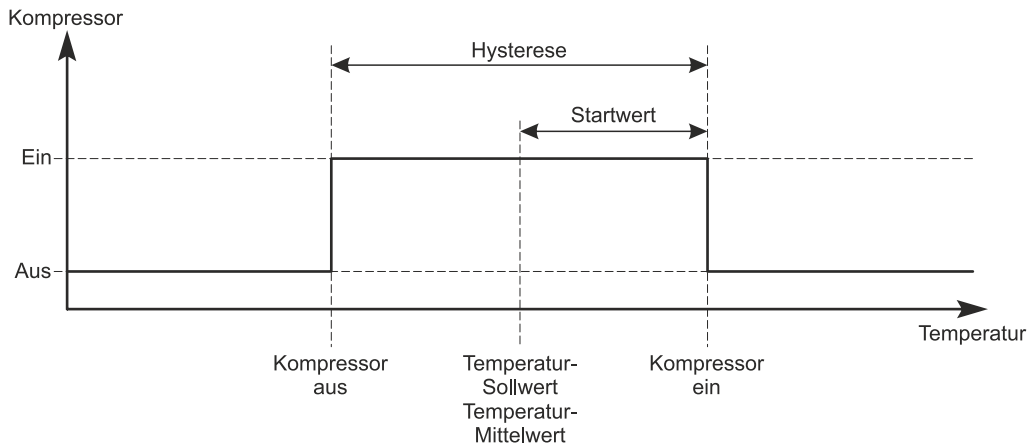 Kompressor
Hysterese
Startwert
Ein
Aus
Temperatur
Kompressor
aus
Temperatur-
Sollwert
Temperatur-
Mittelwert
Kompressor
ein